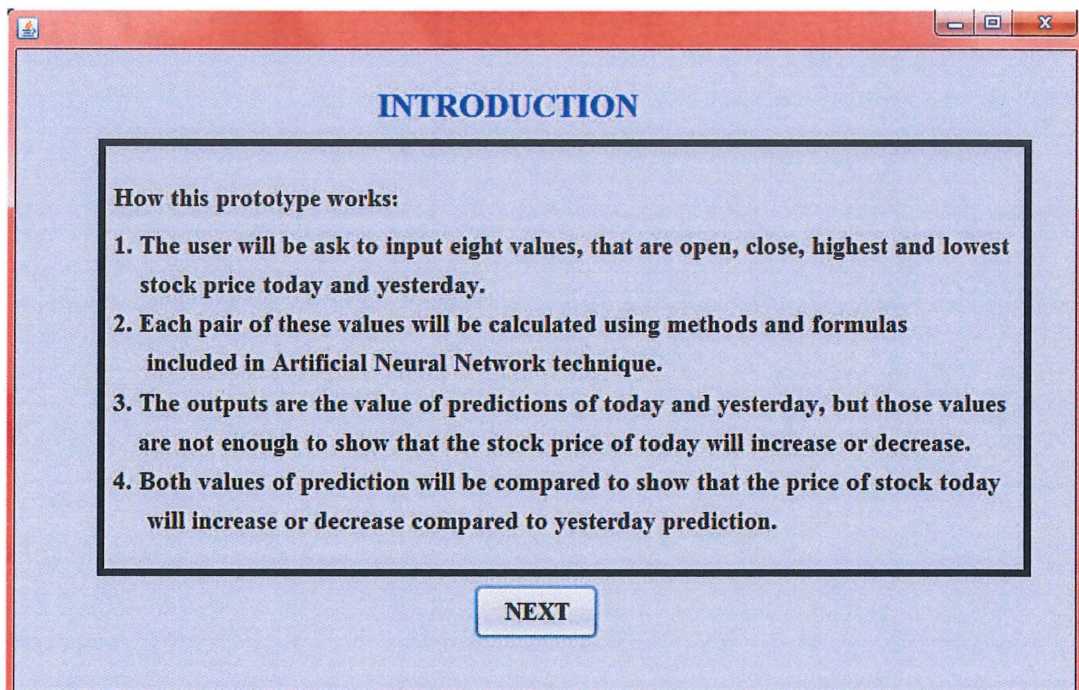 INTRODUCTION
How this prototype works:
1. The user will be ask to input eight values, that are open, close, highest and lowest
stock price today and yesterday.
2. Each pair of these values will be calculated using methods and formulas
included in Artificial Neural Network technique.
3. The outputs are the value of predictions of today and yesterday, but those values
are not enough to show that the stock price of today will increase or decrease.
4. Both values of prediction will be compared to show that the price of stock today
will increase or decrease compared to yesterday prediction.
NEXT